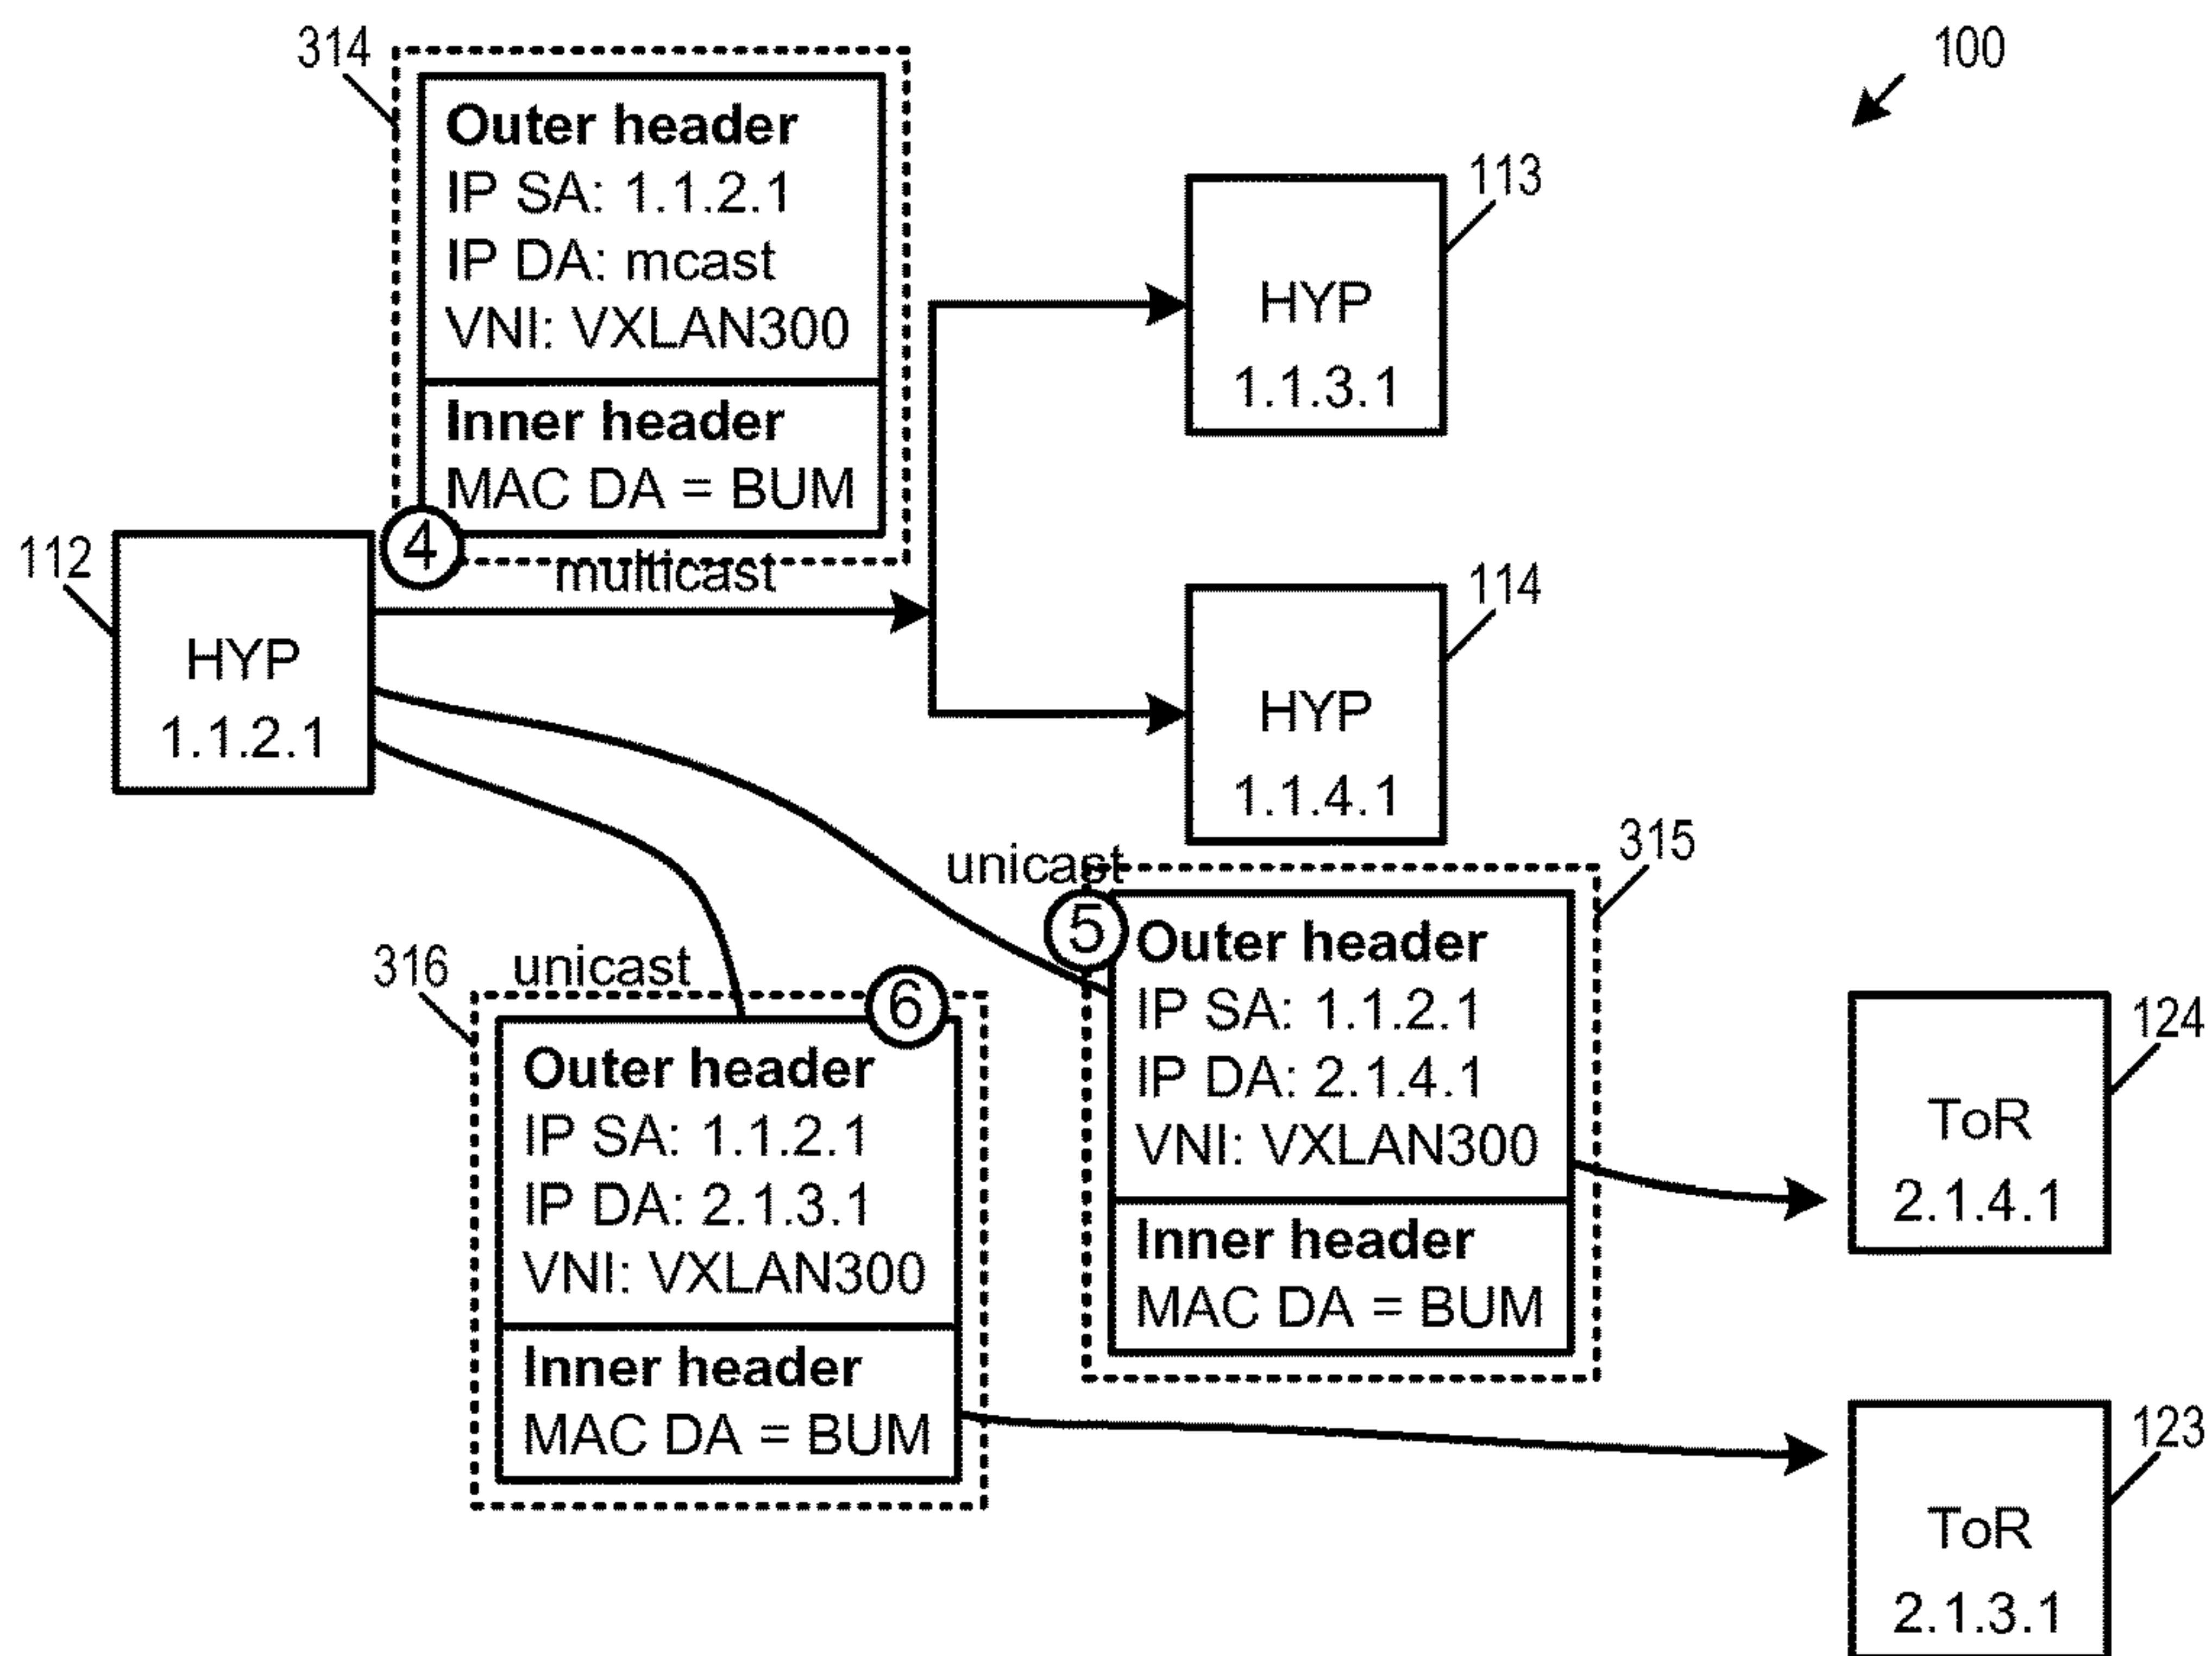 314
100
Outer header
IP SA: 1.1.2.1
IP DA: mcast
VNI: VXLAN300
Inner header
MAC DA = BUM
4
multicast
113
HYP
1.1.3.1
112
HYP
1.1.2.1
114
HYP
1.1.4.1
315
unicast
5
Outer header
IP SA: 1.1.2.1
IP DA: 2.1.4.1
VNI: VXLAN300
Inner header
MAC DA = BUM
316
unicast
6
Outer header
IP SA: 1.1.2.1
IP DA: 2.1.3.1
VNI: VXLAN300
Inner header
MAC DA = BUM
124
ToR
2.1.4.1
123
ToR
2.1.3.1